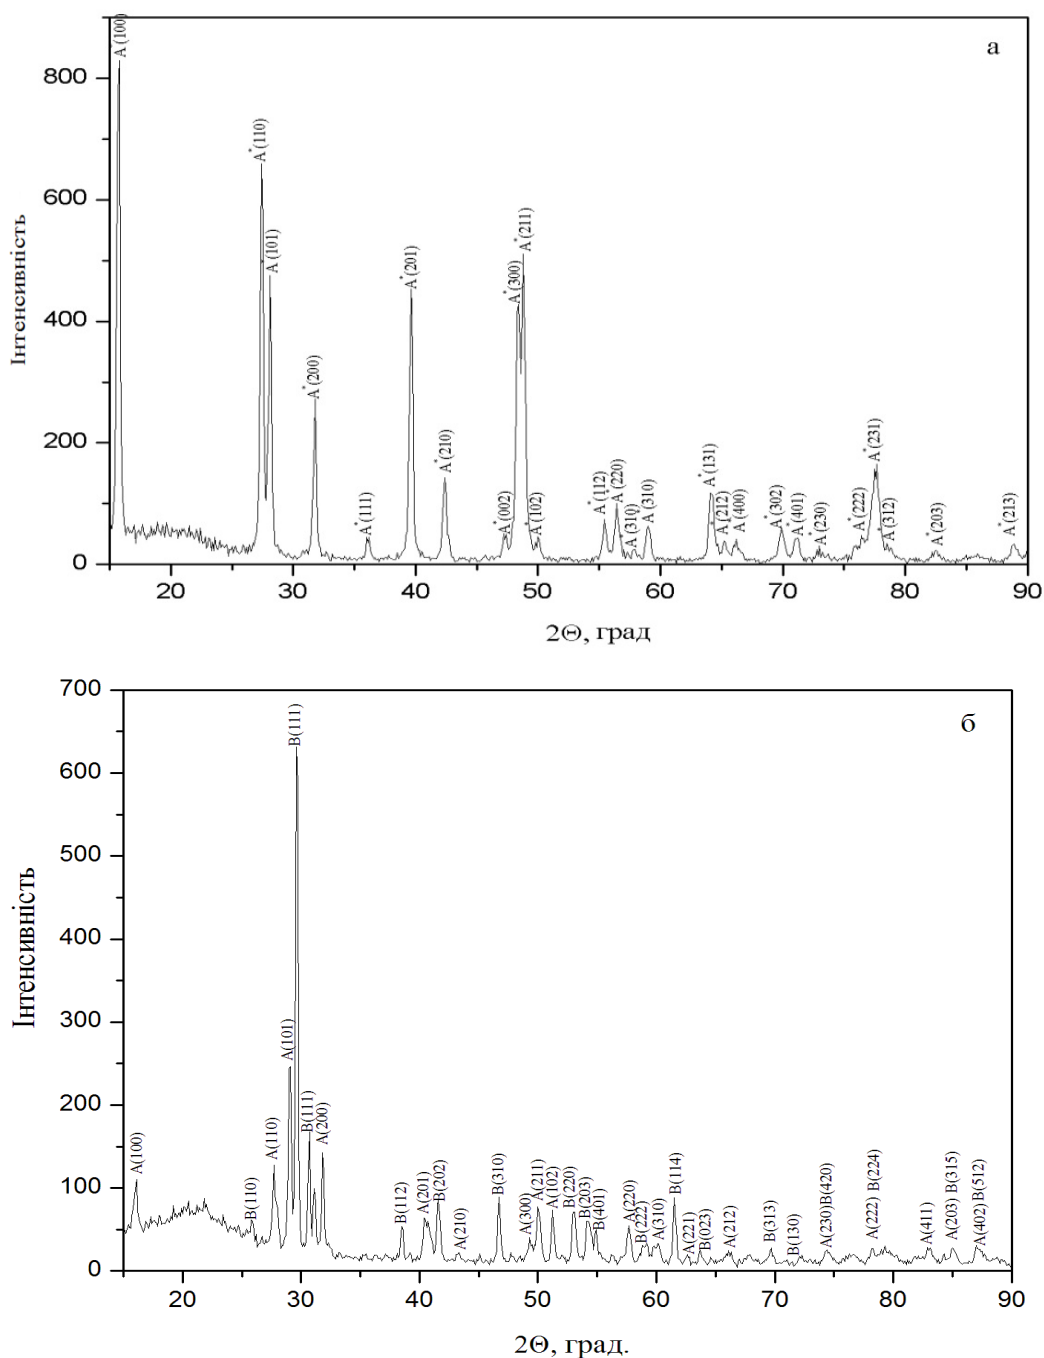 а
Інтенсивність
800
600
400
200
0
A (100)
A*(110)
A (101)
A*(200)
A*(111)
A*(201)
A*(210)
A*(002)
A*(300)
A*(211)
A*(102)
A*(112)
A*(220)
A*(310)
A (310)
A*(131)
A*(212)
A*(400)
A*(302)
A*(401)
A*(230)
A*(222)
A*(231)
A*(312)
A*(203)
A*(213)
20 30 40 50 60 70 80 90
2Θ, град
б
Інтенсивність
700
600
500
400
300
200
100
0
A(100)
B(110)
A(110)
A(101)
B(111)
B(111)
A(200)
B(112)
A(201)
B(202)
A(210)
B(310)
A(300)
A(211)
A(102)
B(220)
B(203)
B(401)
A(220)
B(222)
A(310)
B(114)
A(221)
B(023)
A(212)
B(313)
B(130)
A(230)B(420)
A(222) B(224)
A(411)
A(203) B(315)
A(402)B(512)
20 30 40 50 60 70 80 90
2Θ, град.